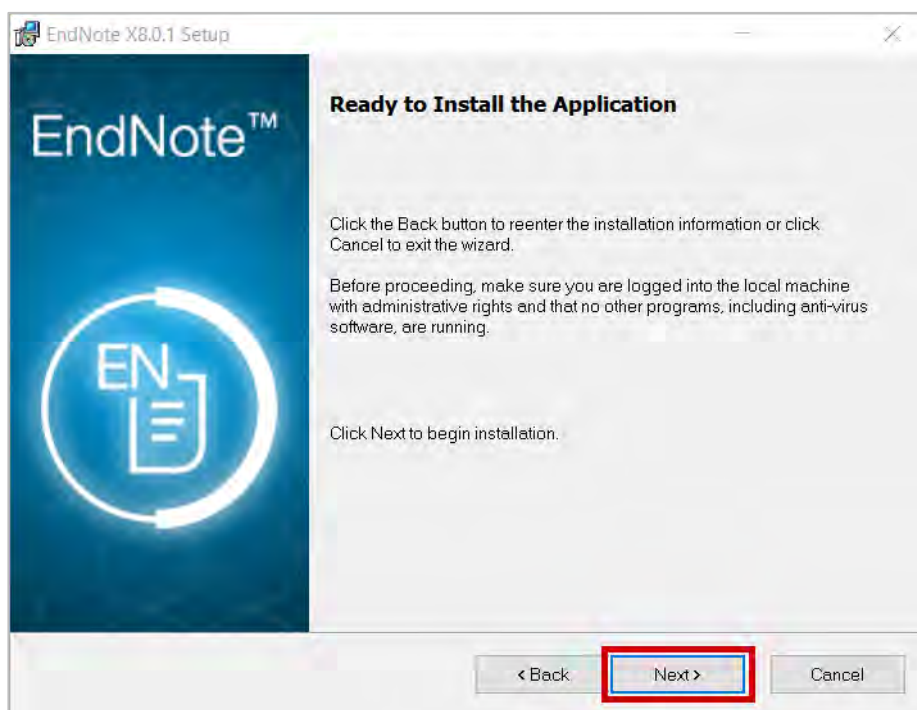 EndNote X8.0.1 Setup
EndNote™
EN
Ready to Install the Application
Click the Back button to reenter the installation information or click
Cancel to exit the wizard.
Before proceeding, make sure you are logged into the local machine
with administrative rights and that no other programs, including anti-virus
software, are running.
Click Next to begin installation.
< Back
Next >
Cancel